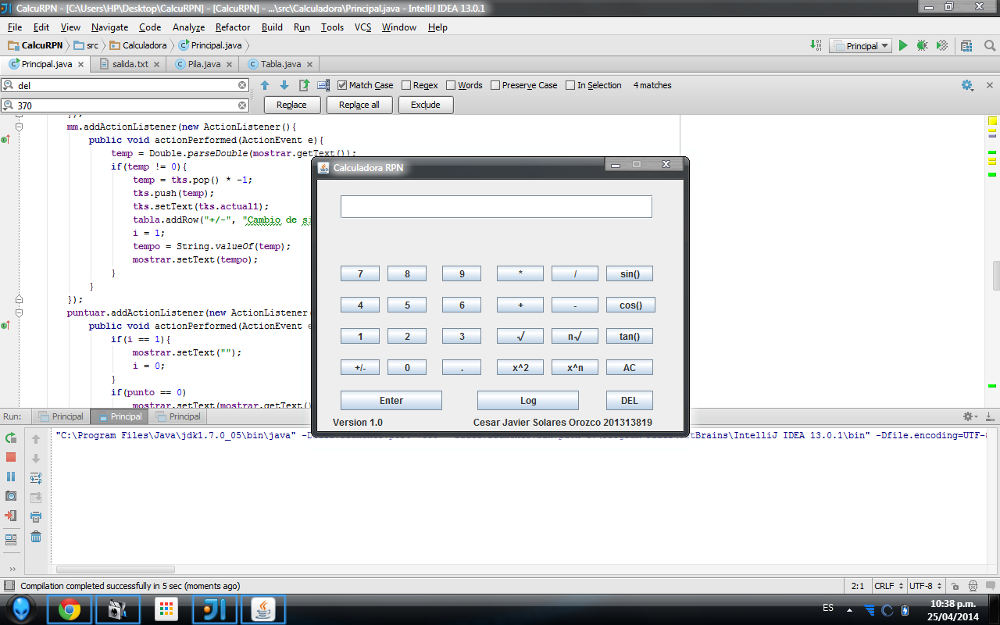 CalcuRPN - [C:\Users\HP\Desktop\CalcuRPN] - [CalcuRPN] - ...\src\Calculadora\Principal.java - IntelliJ IDEA 13.0.1
File Edit View Navigate Code Analyze Refactor Build Run Tools VCS Window Help
CalcuRPN src Calculadora Principal.java Principal
Principal.java salida.txt Pila.java Tabla.java
del Match Case Regex Words Preserve Case In Selection 4 matches
370 Replace Replace all Exclude
});
mm.addActionListener(new ActionListener(){
public void actionPerformed(ActionEvent e){
temp = Double.parseDouble(mostrar.getText());
if(temp != 0){
temp = tks.pop() * -1;
tks.push(temp);
tks.setText(tks.actual1);
tabla.addRow("+/-", "Cambio de si
i = 1;
tempo = String.valueOf(temp);
mostrar.setText(tempo);
}
}
});
puntuar.addActionListener(new ActionListener(
public void actionPerformed(ActionEvent e
if(i == 1){
mostrar.setText("");
i = 0;
}
if(punto == 0)
mostrar.setText(mostrar.getText()
Calculadora RPN
7 8 9 * / sin()
4 5 6 + - cos()
1 2 3 √ n√ tan()
+/- 0 . x^2 x^n AC
Enter Log DEL
Version 1.0 Cesar Javier Solares Orozco 201313819
Run: Principal Principal Principal
"C:\Program Files\Java\jdk1.7.0_05\bin\java" \IntelliJ IDEA 13.0.1\bin" -Dfile.encoding=UTF-8
Compilation completed successfully in 5 sec (moments ago) 2:1 CRLF UTF-8
ES 10:38 p.m.
25/04/2014